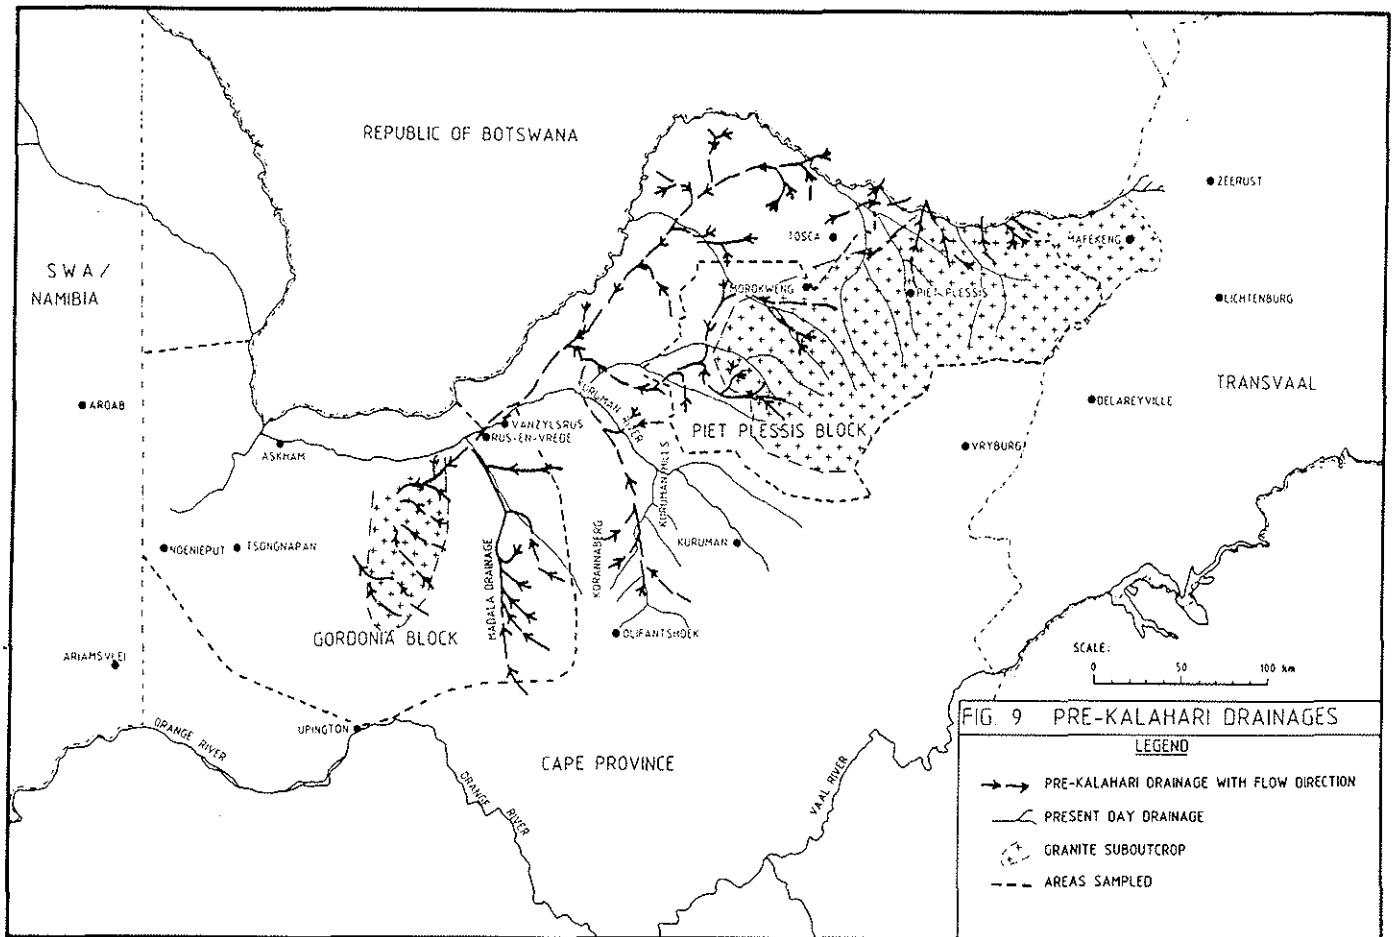 REPUBLIC OF BOTSWANA
ZEERUST
TOSCA
MAFEKENG
SWA/
NAMIBIA
MOROKWENG
PIET PLESSIS
LICHTENBURG
TRANSVAAL
AROAB
KURUMAN RIVER
DELAREYVILLE
VANZYLSRUS
RUS-EN-VREDE
PIET PLESSIS BLOCK
ASKHAM
VRYBURG
KURUMAN HILLS
NOENIEPUT
TSONGNAPAN
KORANNABERG
KURUMAN
MABALA DRAINAGE
GORDONIA BLOCK
OLIFANTSHOEK
ARIAMSVLEI
SCALE:
0 50 100 km
ORANGE RIVER
UPINGTON
FIG. 9 PRE-KALAHARI DRAINAGES
LEGEND
CAPE PROVINCE
ORANGE RIVER
VAAL RIVER
PRE-KALAHARI DRAINAGE WITH FLOW DIRECTION
PRESENT DAY DRAINAGE
GRANITE SUBOUTCROP
AREAS SAMPLED